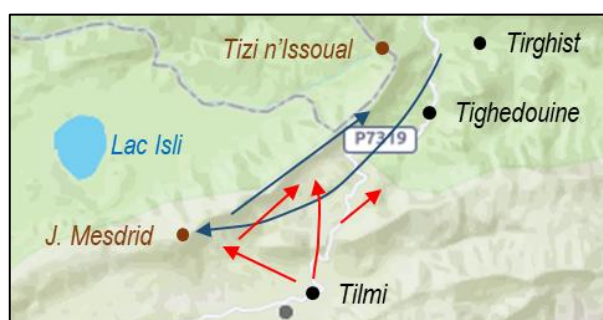 Tizi n'Issoual
Tirghist
Tighedouine
P7319
Lac Isli
J. Mesdrid
Tilmi